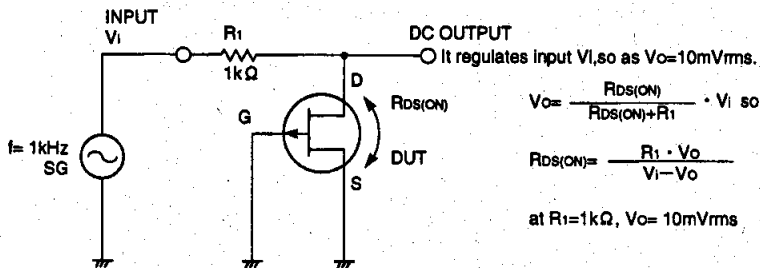 INPUT
Vi
R1
1kΩ
DC OUTPUT
It regulates input Vi,so as Vo=10mVrms.
D
RDS(ON)
G
DUT
S
f= 1kHz
SG
Vo= RDS(ON) / RDS(ON)+R1 · Vi so
RDS(ON)= R1 · Vo / Vi−Vo
at R1=1kΩ, Vo= 10mVrms